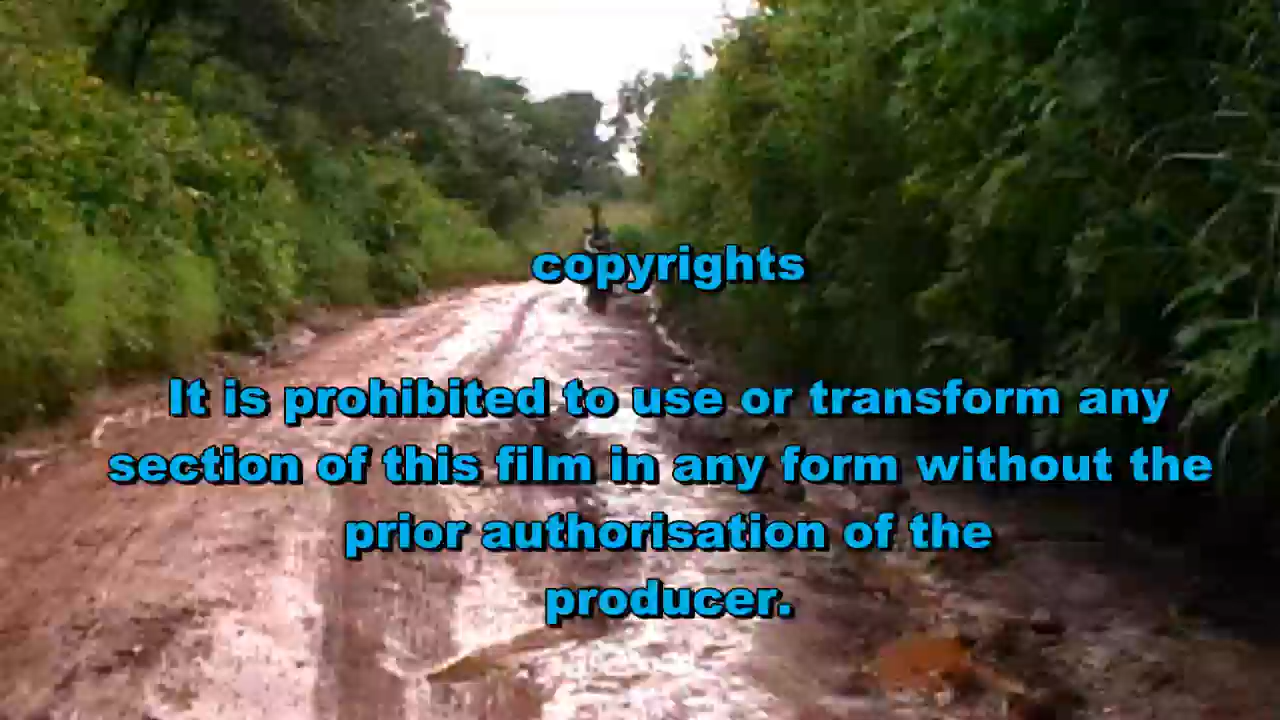 copyrights
It is prohibited to use or transform any
section of this film in any form without the
prior authorisation of the
producer.